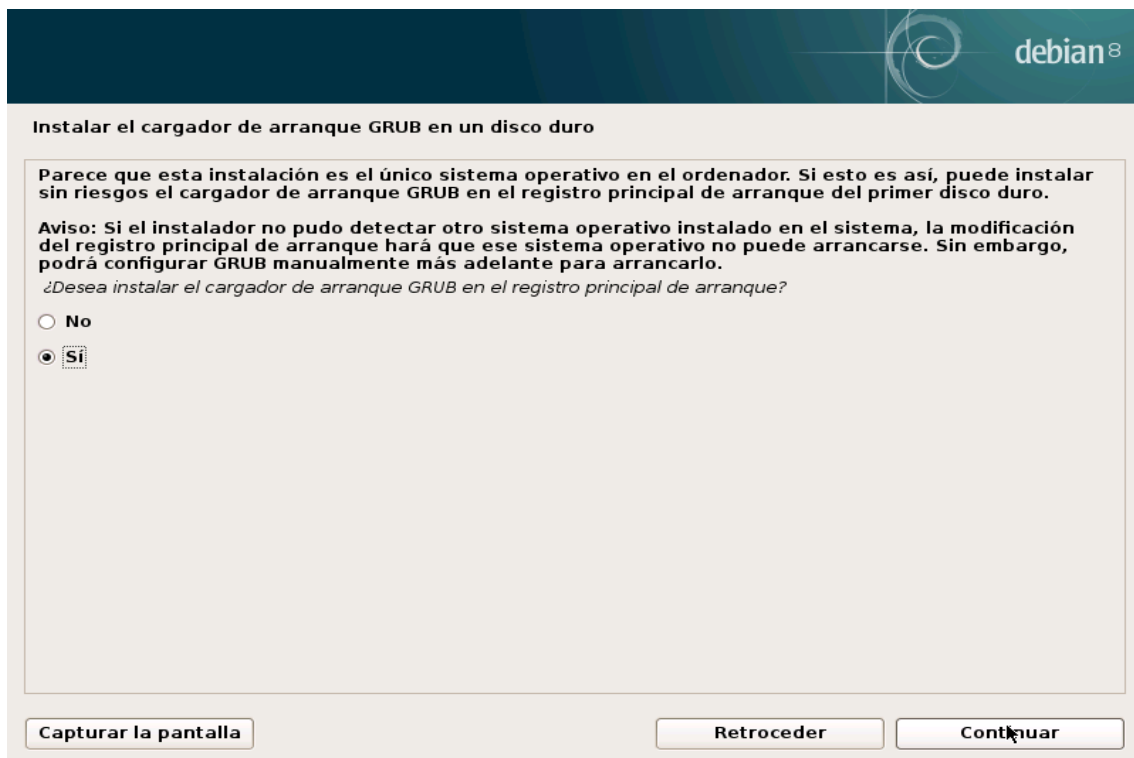 debian 8
Instalar el cargador de arranque GRUB en un disco duro
Parece que esta instalación es el único sistema operativo en el ordenador. Si esto es así, puede instalar
sin riesgos el cargador de arranque GRUB en el registro principal de arranque del primer disco duro.
Aviso: Si el instalador no pudo detectar otro sistema operativo instalado en el sistema, la modificación
del registro principal de arranque hará que ese sistema operativo no puede arrancarse. Sin embargo,
podrá configurar GRUB manualmente más adelante para arrancarlo.
¿Desea instalar el cargador de arranque GRUB en el registro principal de arranque?
No
Sí
Capturar la pantalla
Retroceder
Continuar